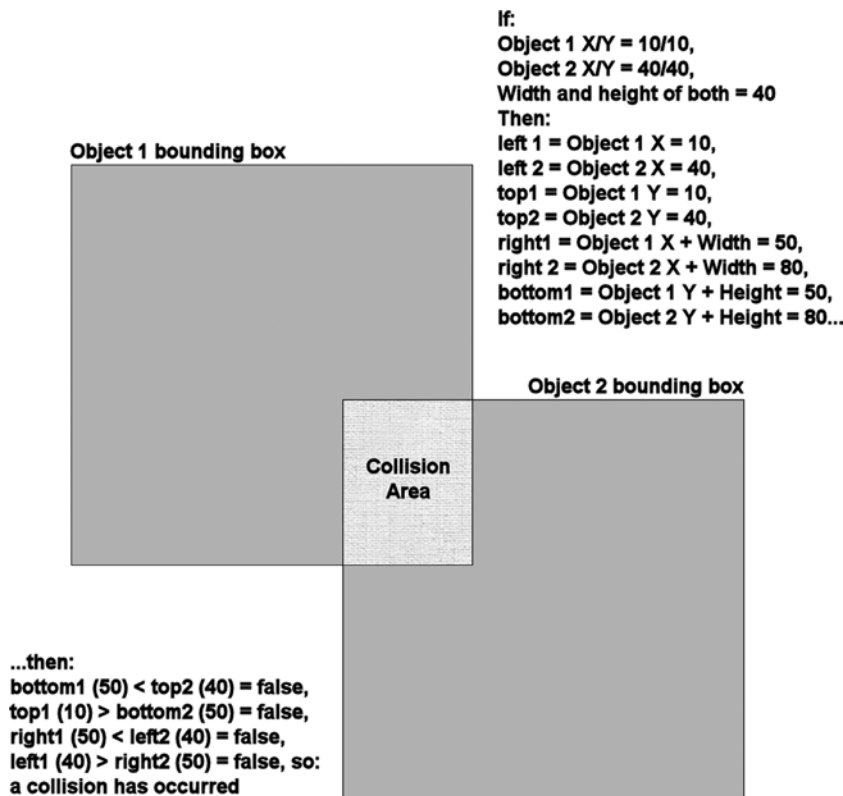 If:
Object 1 X/Y = 10/10,
Object 2 X/Y = 40/40,
Width and height of both = 40
Then:
left 1 = Object 1 X = 10,
left 2 = Object 2 X = 40,
top1 = Object 1 Y = 10,
top2 = Object 2 Y = 40,
right1 = Object 1 X + Width = 50,
right 2 = Object 2 X + Width = 80,
bottom1 = Object 1 Y + Height = 50,
bottom2 = Object 2 Y + Height = 80...
Object 1 bounding box
Object 2 bounding box
Collision
Area
...then:
bottom1 (50) < top2 (40) = false,
top1 (10) > bottom2 (50) = false,
right1 (50) < left2 (40) = false,
left1 (40) > right2 (50) = false, so:
a collision has occurred